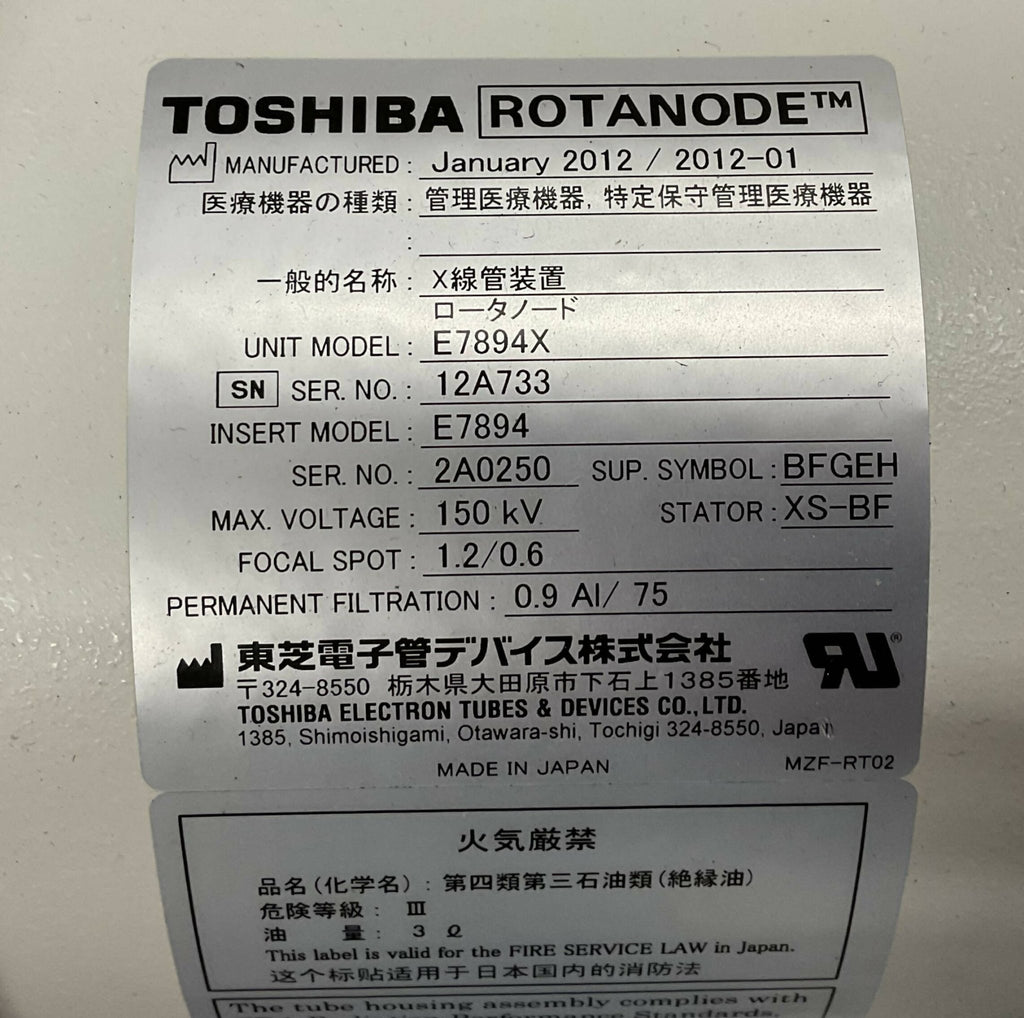 TOSHIBA ROTANODE™
MANUFACTURED : January 2012 / 2012-01
医療機器の種類 : 管理医療機器, 特定保守管理医療機器
:
一般的名称 : X線管装置
ロータノード
UNIT MODEL : E7894X
SN SER. NO. : 12A733
INSERT MODEL : E7894
SER. NO. : 2A0250 SUP. SYMBOL : BFGEH
MAX. VOLTAGE : 150 kV STATOR : XS-BF
FOCAL SPOT : 1.2/0.6
PERMANENT FILTRATION : 0.9 Al/ 75
東芝電子管デバイス株式会社
〒324-8550 栃木県大田原市下石上1385番地
TOSHIBA ELECTRON TUBES & DEVICES CO., LTD.
1385, Shimoishigami, Otawara-shi, Tochigi 324-8550, Japan
MADE IN JAPAN MZF-RT02
火気厳禁
品名(化学名) : 第四類第三石油類(絶縁油)
危険等級 : Ⅲ
油 量 : 3 ℓ
This label is valid for the FIRE SERVICE LAW in Japan.
这个标贴适用于日本国内的消防法
The tube housing assembly complies with
Radiation Performance Standards,